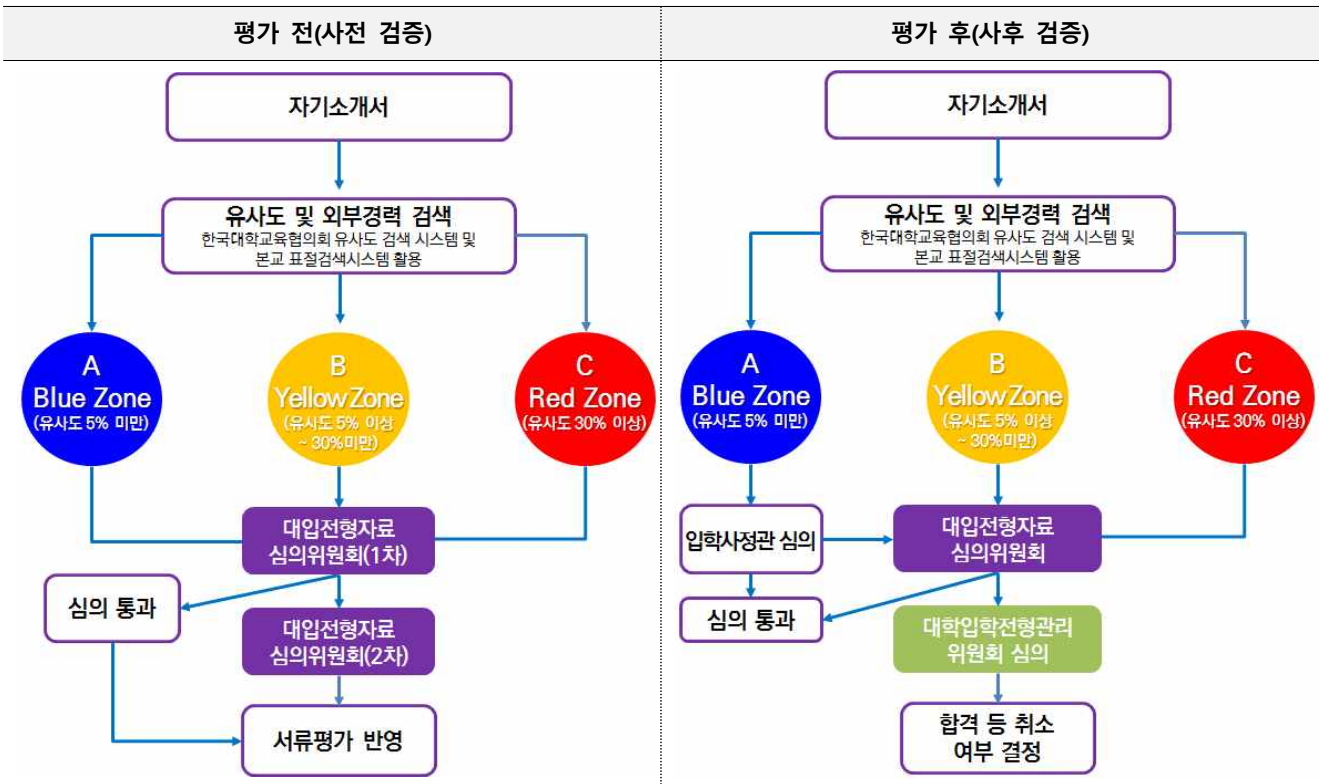 평가 전(사전 검증)
자기소개서
유사도 및 외부경력 검색
한국대학교육협의회 유사도 검색 시스템 및
본교 표절검색시스템 활용
A
Blue Zone
(유사도 5% 미만)
B
Yellow Zone
(유사도 5% 이상
~ 30%미만)
C
Red Zone
(유사도 30% 이상)
대입전형자료
심의위원회(1차)
심의 통과
대입전형자료
심의위원회(2차)
서류평가 반영
평가 후(사후 검증)
자기소개서
유사도 및 외부경력 검색
한국대학교육협의회 유사도 검색 시스템 및
본교 표절검색시스템 활용
A
Blue Zone
(유사도 5% 미만)
B
Yellow Zone
(유사도 5% 이상
~ 30%미만)
C
Red Zone
(유사도 30% 이상)
입학사정관 심의
대입전형자료
심의위원회
심의 통과
대학입학전형관리
위원회 심의
합격 등 취소
여부 결정